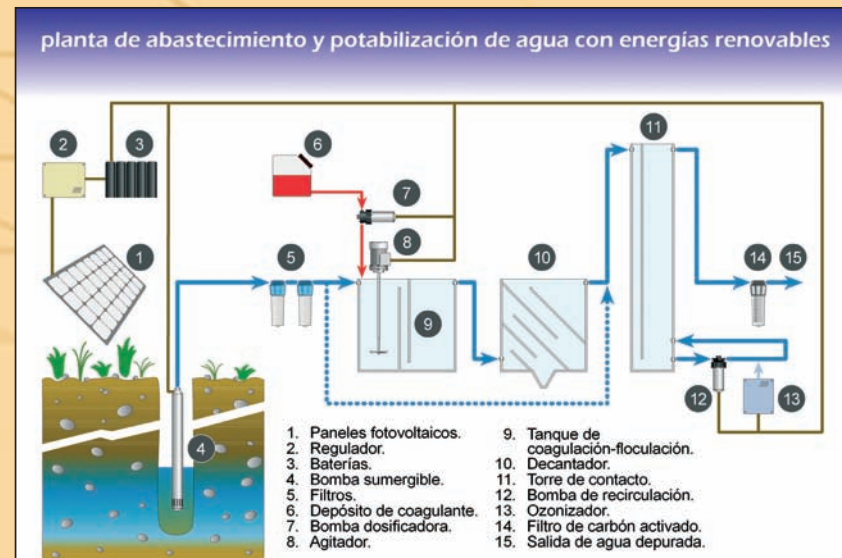 planta de abastecimiento y potabilización de agua con energías renovables
1
2
3
4
5
6
7
8
9
10
11
12
13
14
15
1. Paneles fotovoltaicos.
2. Regulador.
3. Baterías.
4. Bomba sumergible.
5. Filtros.
6. Depósito de coagulante.
7. Bomba dosificadora.
8. Agitador.
9. Tanque de
coagulación-floculación.
10. Decantador.
11. Torre de contacto.
12. Bomba de recirculación.
13. Ozonizador.
14. Filtro de carbón activado.
15. Salida de agua depurada.